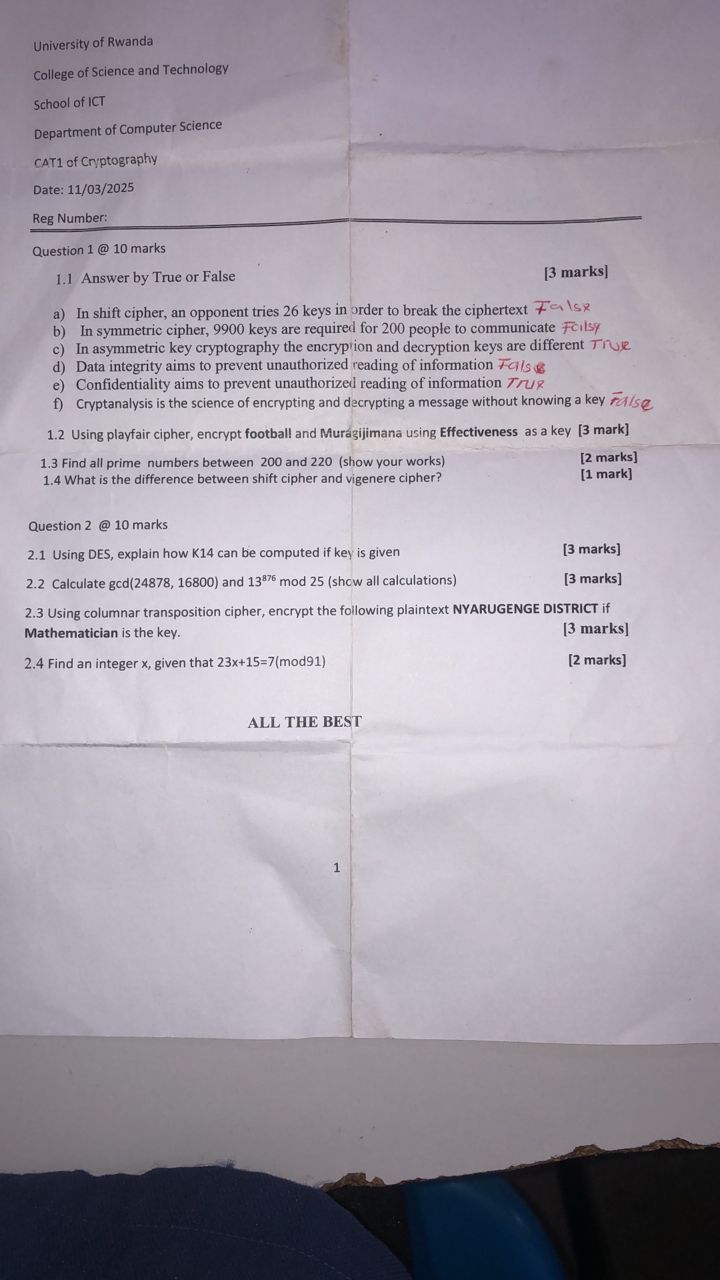 University of Rwanda
College of Science and Technology
School of ICT
Department of Computer Science
CAT1 of Cryptography
Date: 11/03/2025
Reg Number:
Question 1 @ 10 marks
1.1 Answer by True or False [3 marks]
a) In shift cipher, an opponent tries 26 keys in order to break the ciphertext False
b) In symmetric cipher, 9900 keys are required for 200 people to communicate Falsy
c) In asymmetric key cryptography the encryption and decryption keys are different True
d) Data integrity aims to prevent unauthorized reading of information False
e) Confidentiality aims to prevent unauthorized reading of information True
f) Cryptanalysis is the science of encrypting and decrypting a message without knowing a key False
1.2 Using playfair cipher, encrypt football and Muragijimana using Effectiveness as a key [3 mark]
1.3 Find all prime numbers between 200 and 220 (show your works) [2 marks]
1.4 What is the difference between shift cipher and vigenere cipher? [1 mark]
Question 2 @ 10 marks
2.1 Using DES, explain how K14 can be computed if key is given [3 marks]
2.2 Calculate gcd(24878, 16800) and 13⁸⁷⁶ mod 25 (show all calculations) [3 marks]
2.3 Using columnar transposition cipher, encrypt the following plaintext NYARUGENGE DISTRICT if
Mathematician is the key. [3 marks]
2.4 Find an integer x, given that 23x+15=7(mod91) [2 marks]
ALL THE BEST
1